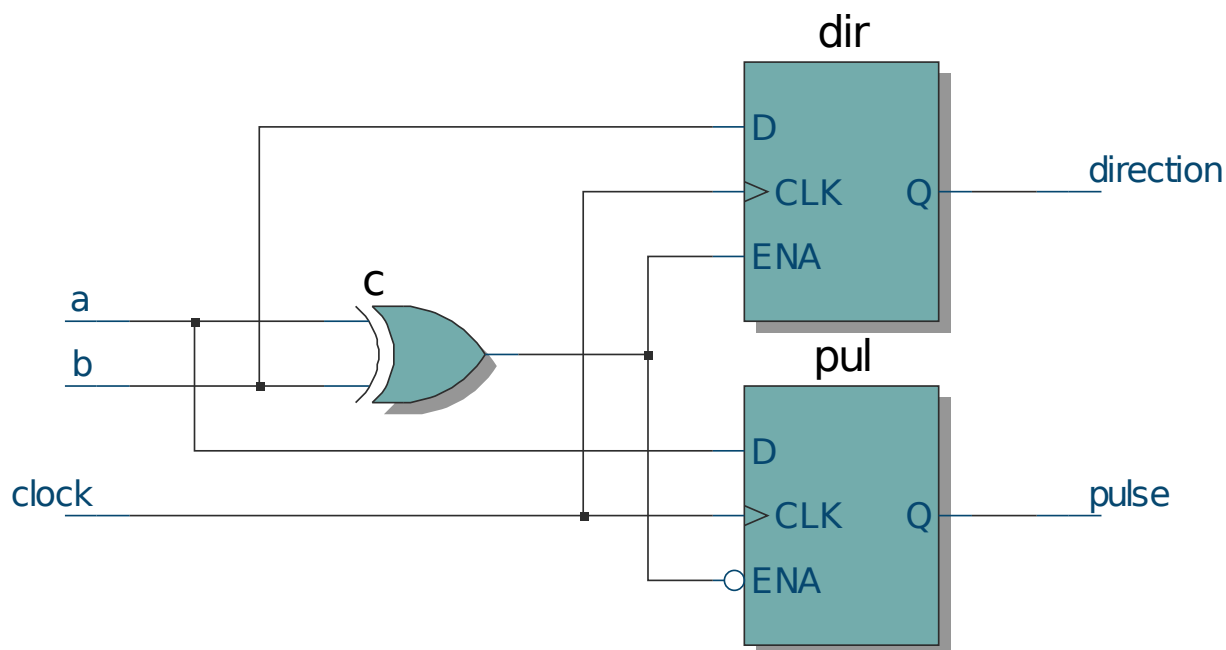 dir
D
CLK
Q
direction
ENA
c
a
b
pul
D
clock
CLK
Q
pulse
ENA